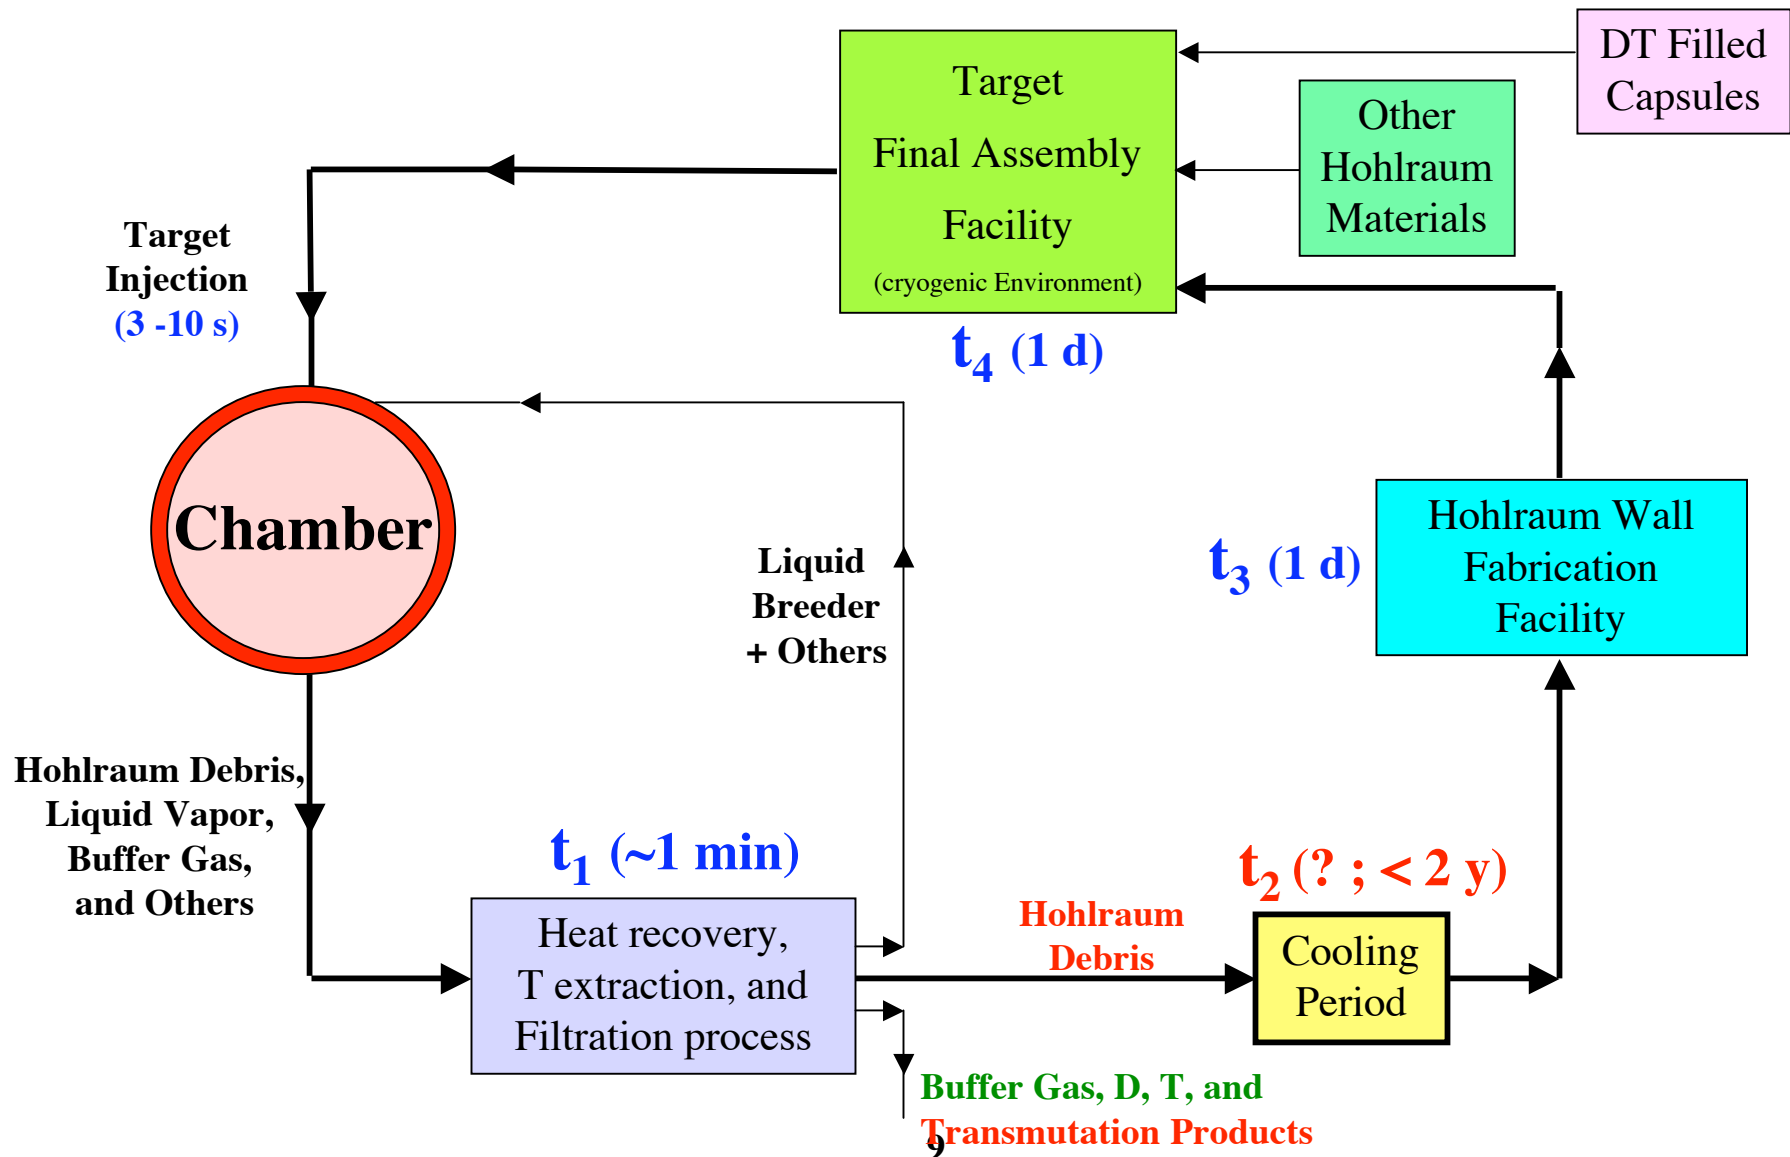 DT Filled
Capsules
Target
Final Assembly
Facility
(cryogenic Environment)
Other
Hohlraum
Materials
Target
Injection
(3 -10 s)
t4 (1 d)
Chamber
Liquid
Breeder
+ Others
t3 (1 d)
Hohlraum Wall
Fabrication
Facility
Hohlraum Debris,
Liquid Vapor,
Buffer Gas,
and Others
t1 (~1 min)
Heat recovery,
T extraction, and
Filtration process
Hohlraum
Debris
t2 (? ; < 2 y)
Cooling
Period
Buffer Gas, D, T, and
Transmutation Products
9